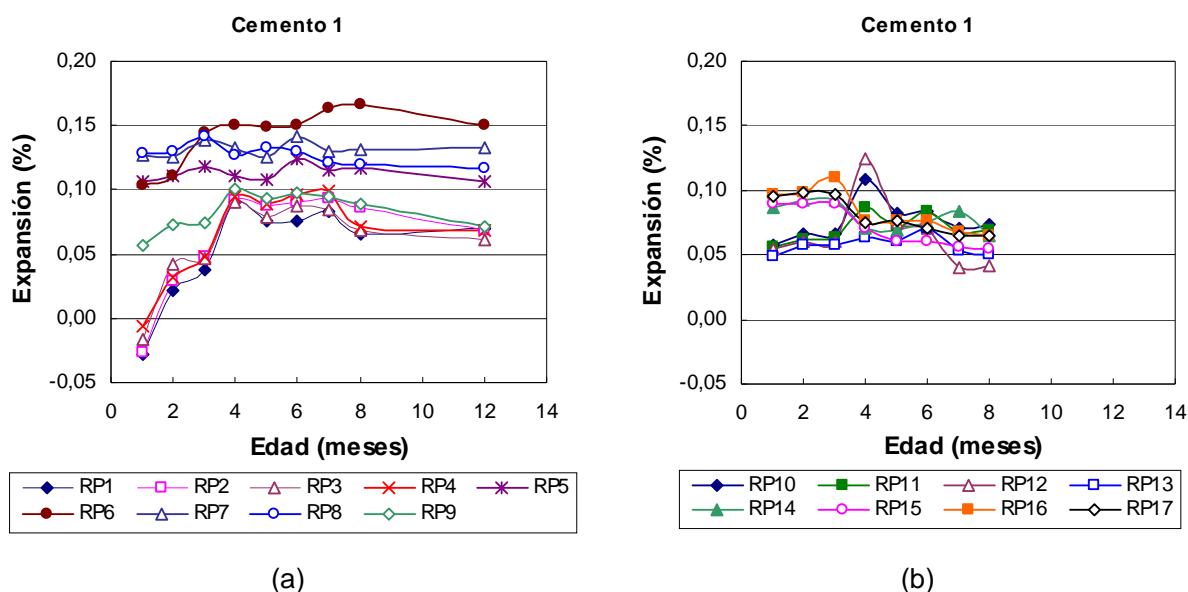 Cemento 1
0,20
0,15
0,10
0,05
0,00
-0,05
Expansión (%)
0 2 4 6 8 10 12 14
Edad (meses)
RP1 RP2 RP3 RP4 RP5
RP6 RP7 RP8 RP9
(a)
Cemento 1
0,20
0,15
0,10
0,05
0,00
-0,05
Expansión (%)
0 2 4 6 8 10 12 14
Edad (meses)
RP10 RP11 RP12 RP13
RP14 RP15 RP16 RP17
(b)